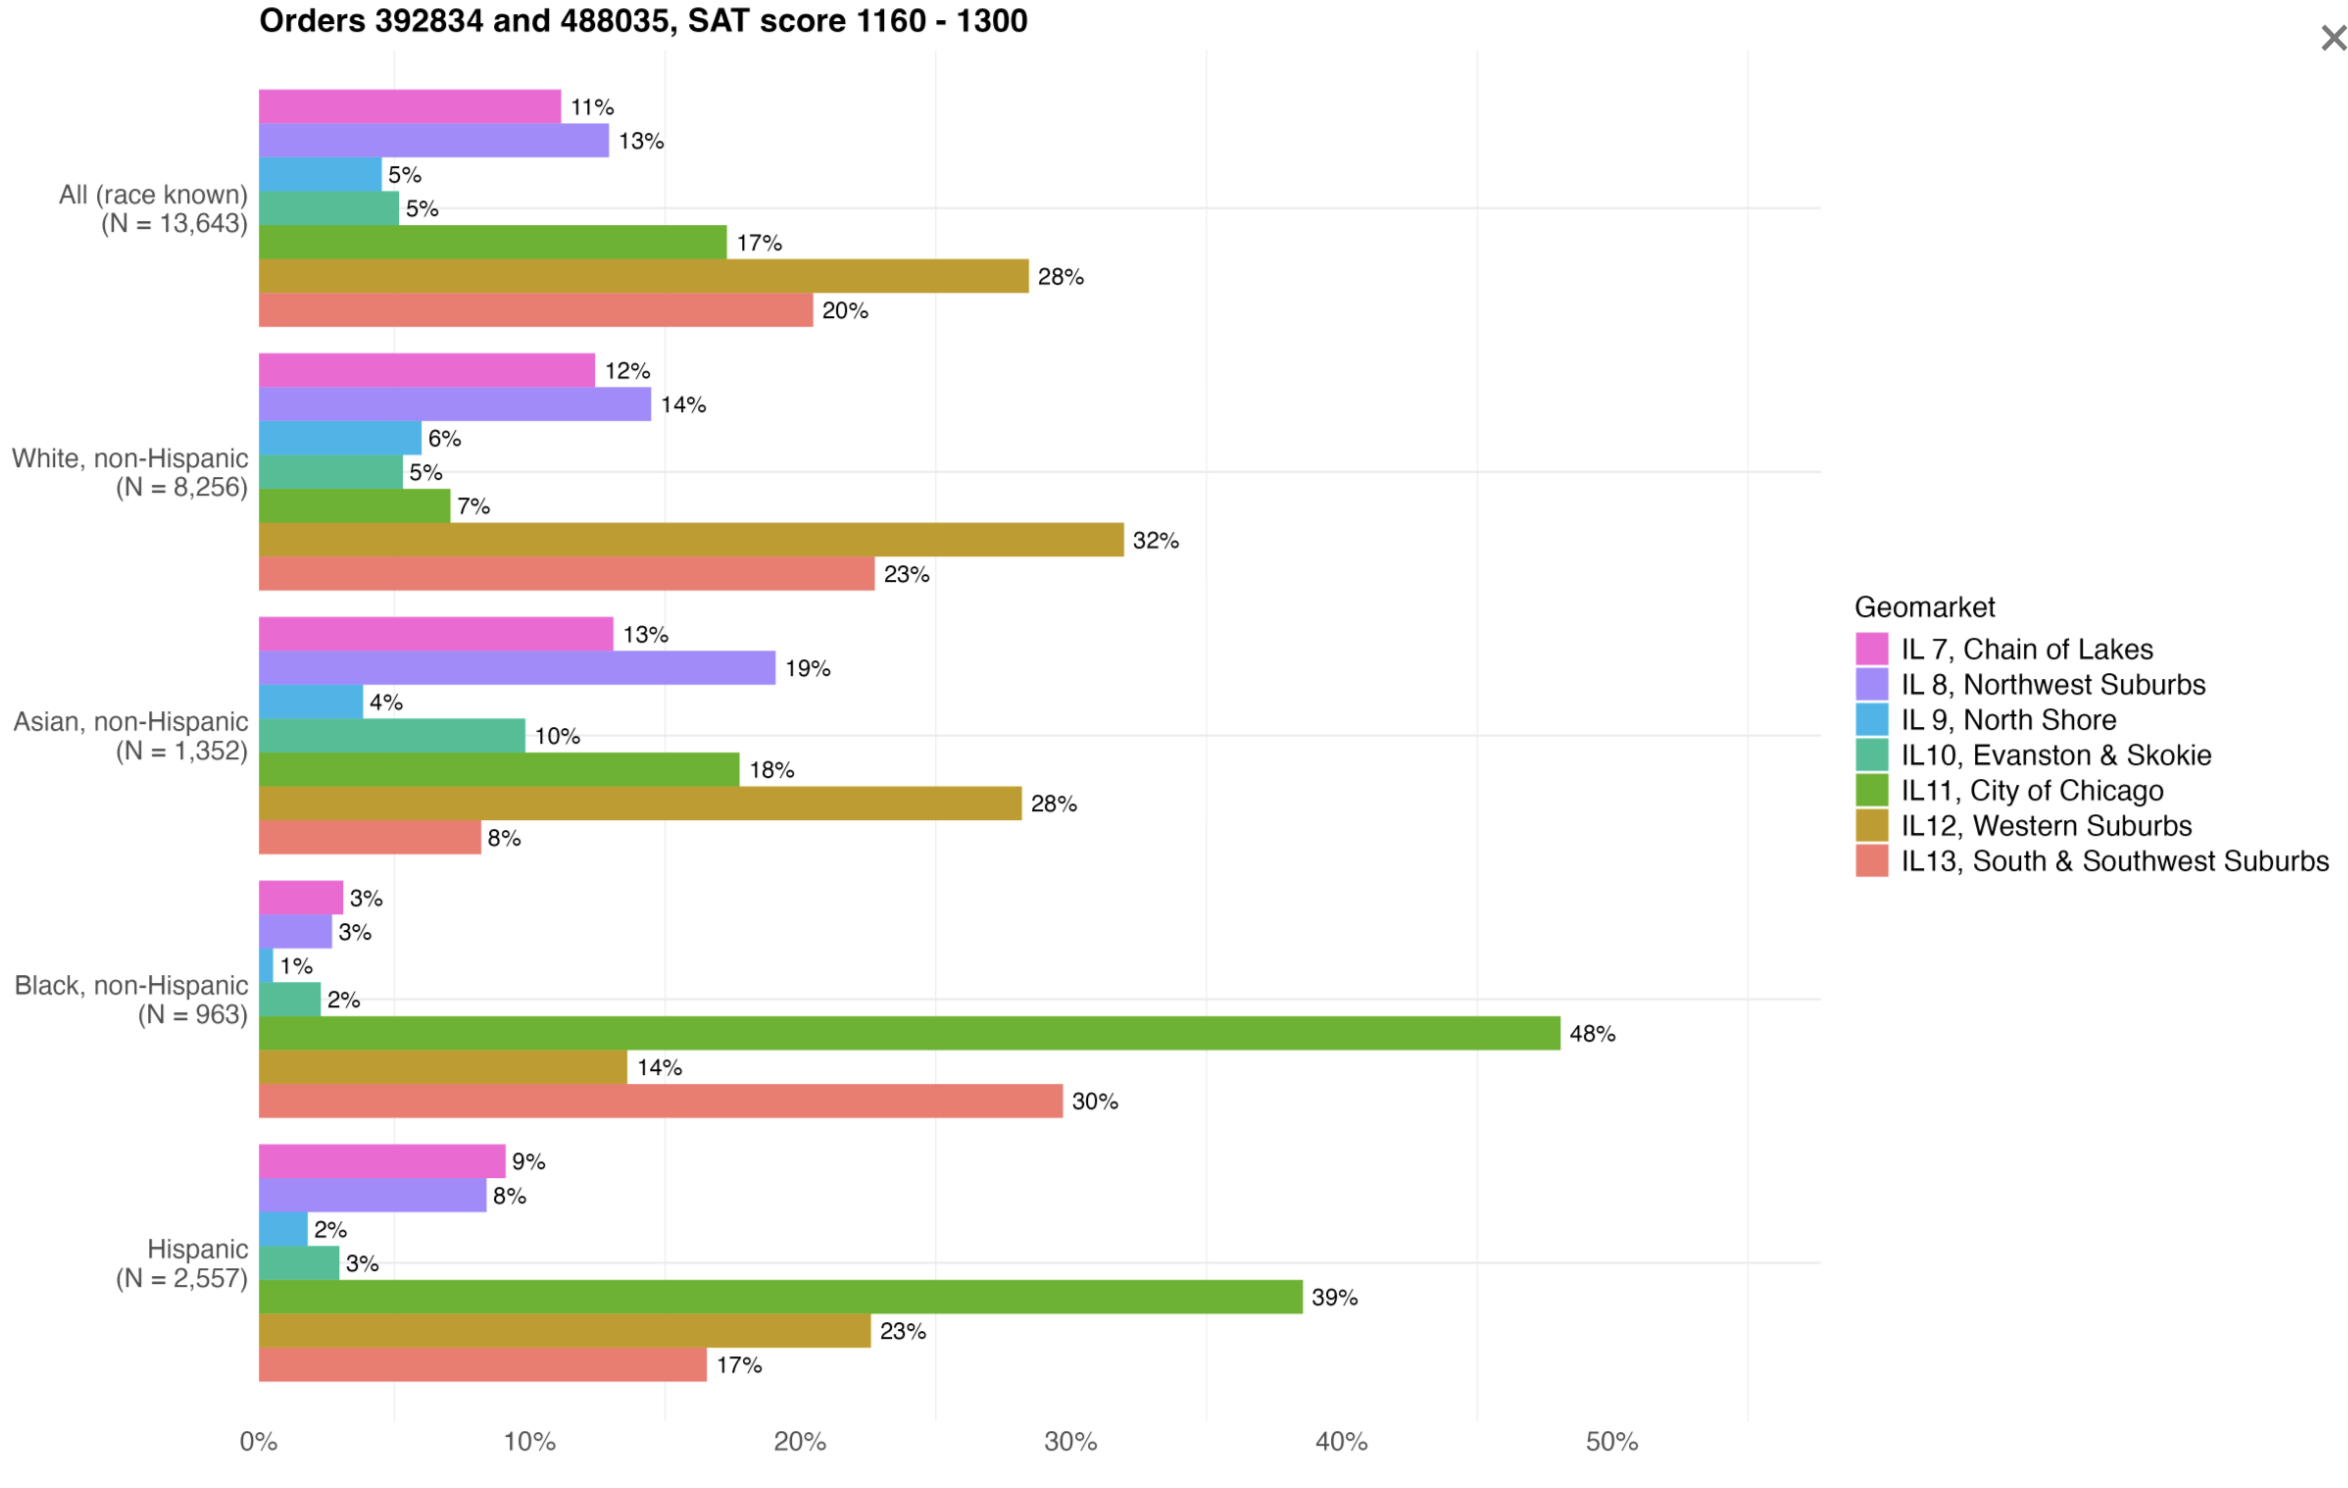 Orders 392834 and 488035, SAT score 1160 - 1300
All (race known)
(N = 13,643)
11%
13%
5%
5%
17%
28%
20%
White, non-Hispanic
(N = 8,256)
12%
14%
6%
5%
7%
32%
23%
Asian, non-Hispanic
(N = 1,352)
13%
19%
4%
10%
18%
28%
8%
Black, non-Hispanic
(N = 963)
3%
3%
1%
2%
48%
14%
30%
Hispanic
(N = 2,557)
9%
8%
2%
3%
39%
23%
17%
0% 10% 20% 30% 40% 50%
Geomarket
IL 7, Chain of Lakes
IL 8, Northwest Suburbs
IL 9, North Shore
IL10, Evanston & Skokie
IL11, City of Chicago
IL12, Western Suburbs
IL13, South & Southwest Suburbs